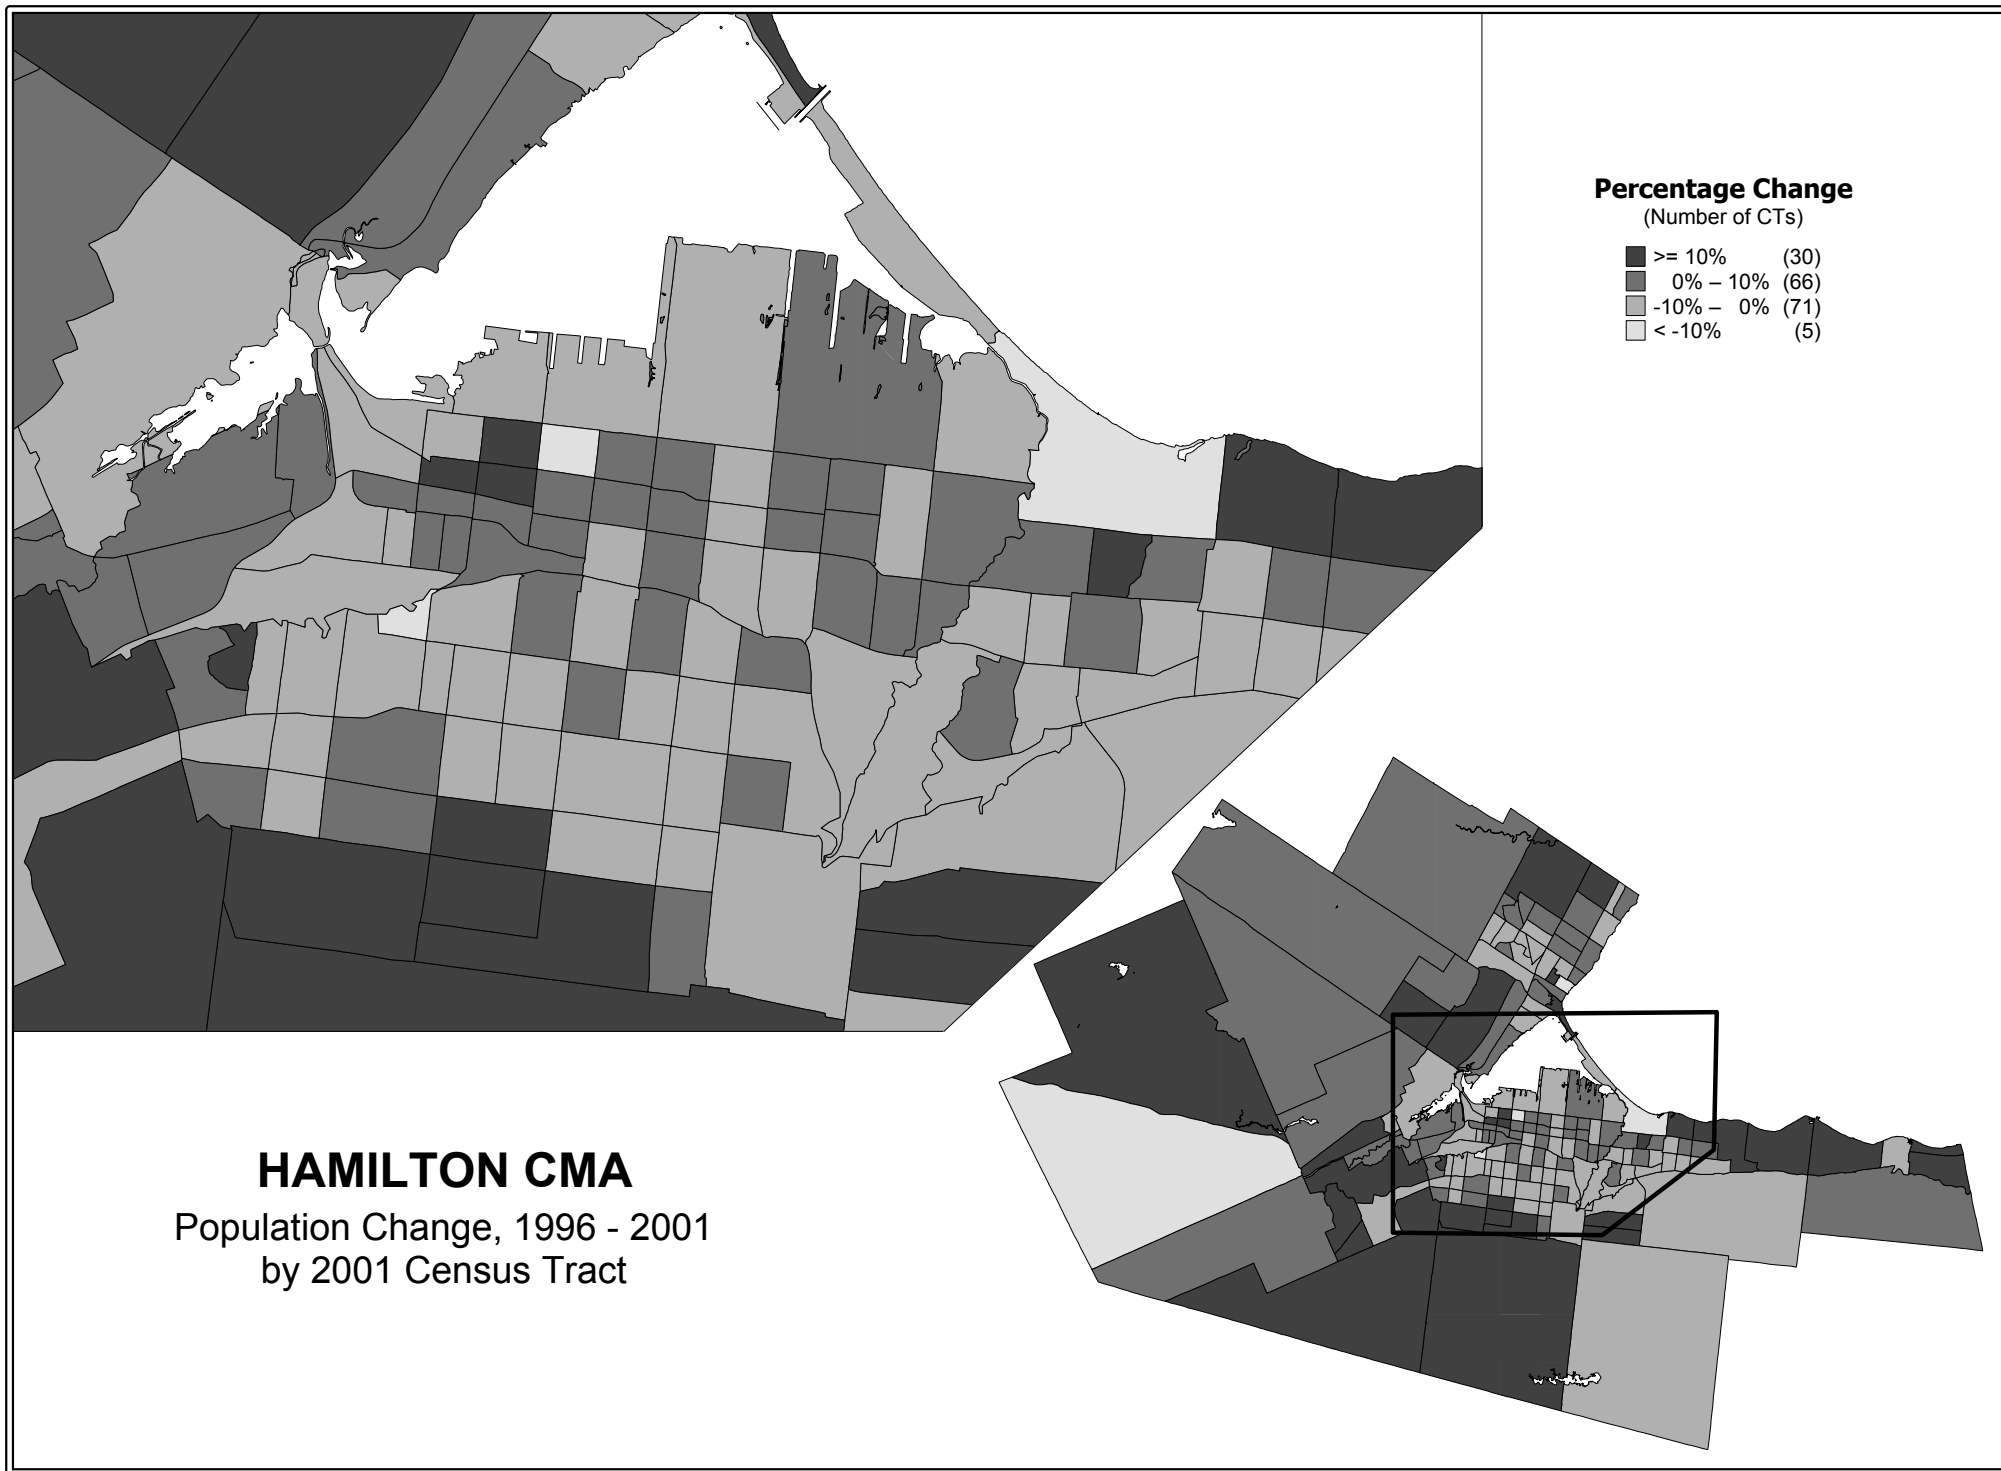 Percentage Change
(Number of CTs)
>= 10% (30)
0% – 10% (66)
-10% – 0% (71)
< -10% (5)
HAMILTON CMA
Population Change, 1996 - 2001
by 2001 Census Tract